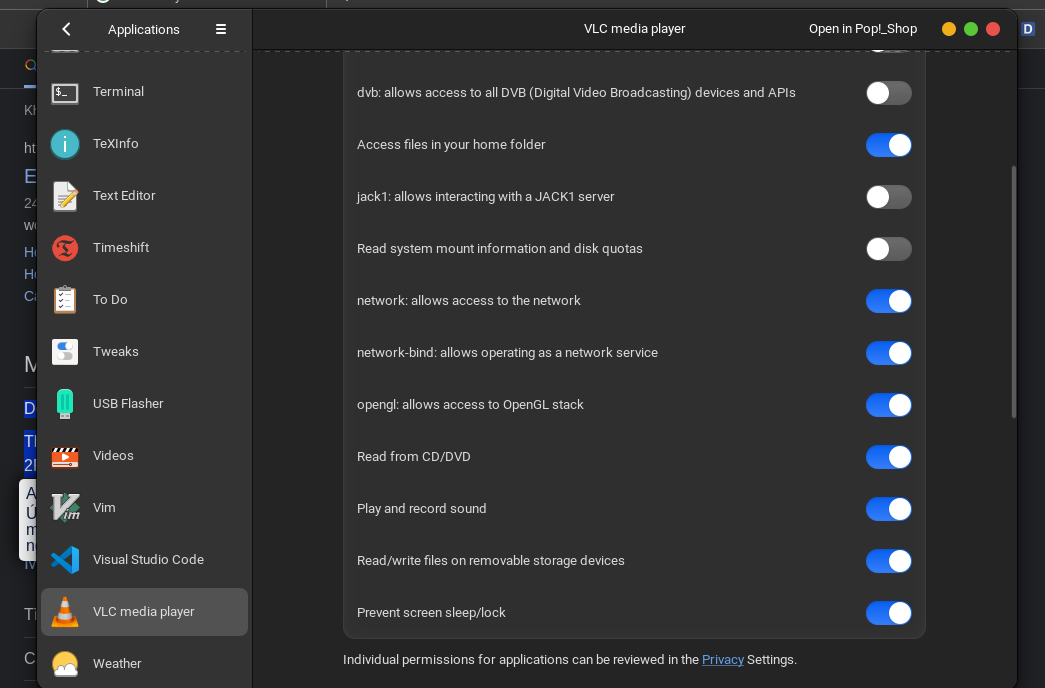 Applications
VLC media player
Open in Pop!_Shop
D
Terminal
TeXInfo
Text Editor
Timeshift
To Do
Tweaks
USB Flasher
Videos
Vim
Visual Studio Code
VLC media player
Weather
dvb: allows access to all DVB (Digital Video Broadcasting) devices and APIs
Access files in your home folder
jack1: allows interacting with a JACK1 server
Read system mount information and disk quotas
network: allows access to the network
network-bind: allows operating as a network service
opengl: allows access to OpenGL stack
Read from CD/DVD
Play and record sound
Read/write files on removable storage devices
Prevent screen sleep/lock
Individual permissions for applications can be reviewed in the Privacy Settings.